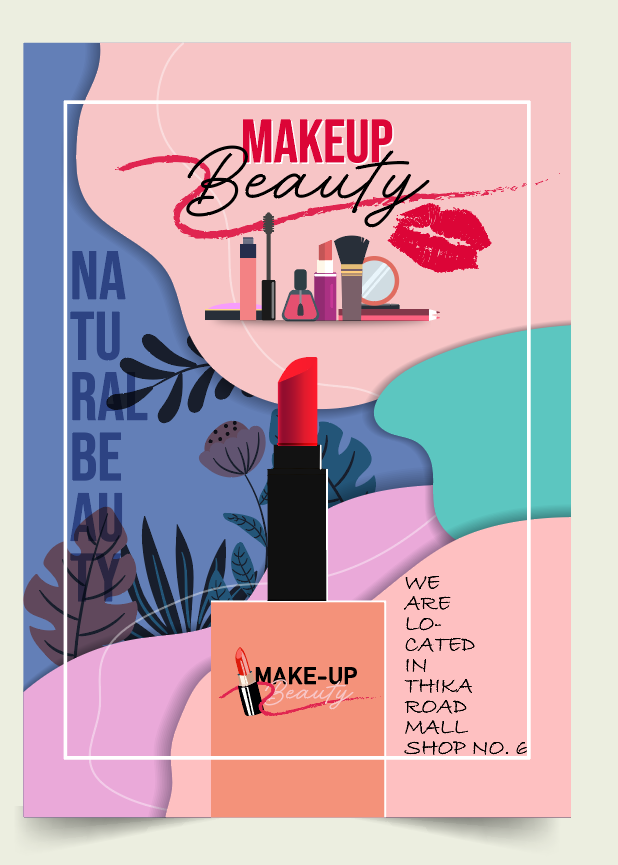 MAKEUP
Beauty
NA
TU
RAL
BE
AU
TY
MAKE-UP
Beauty
WE
ARE
LO-
CATED
IN
THIKA
ROAD
MALL
SHOP NO. 6